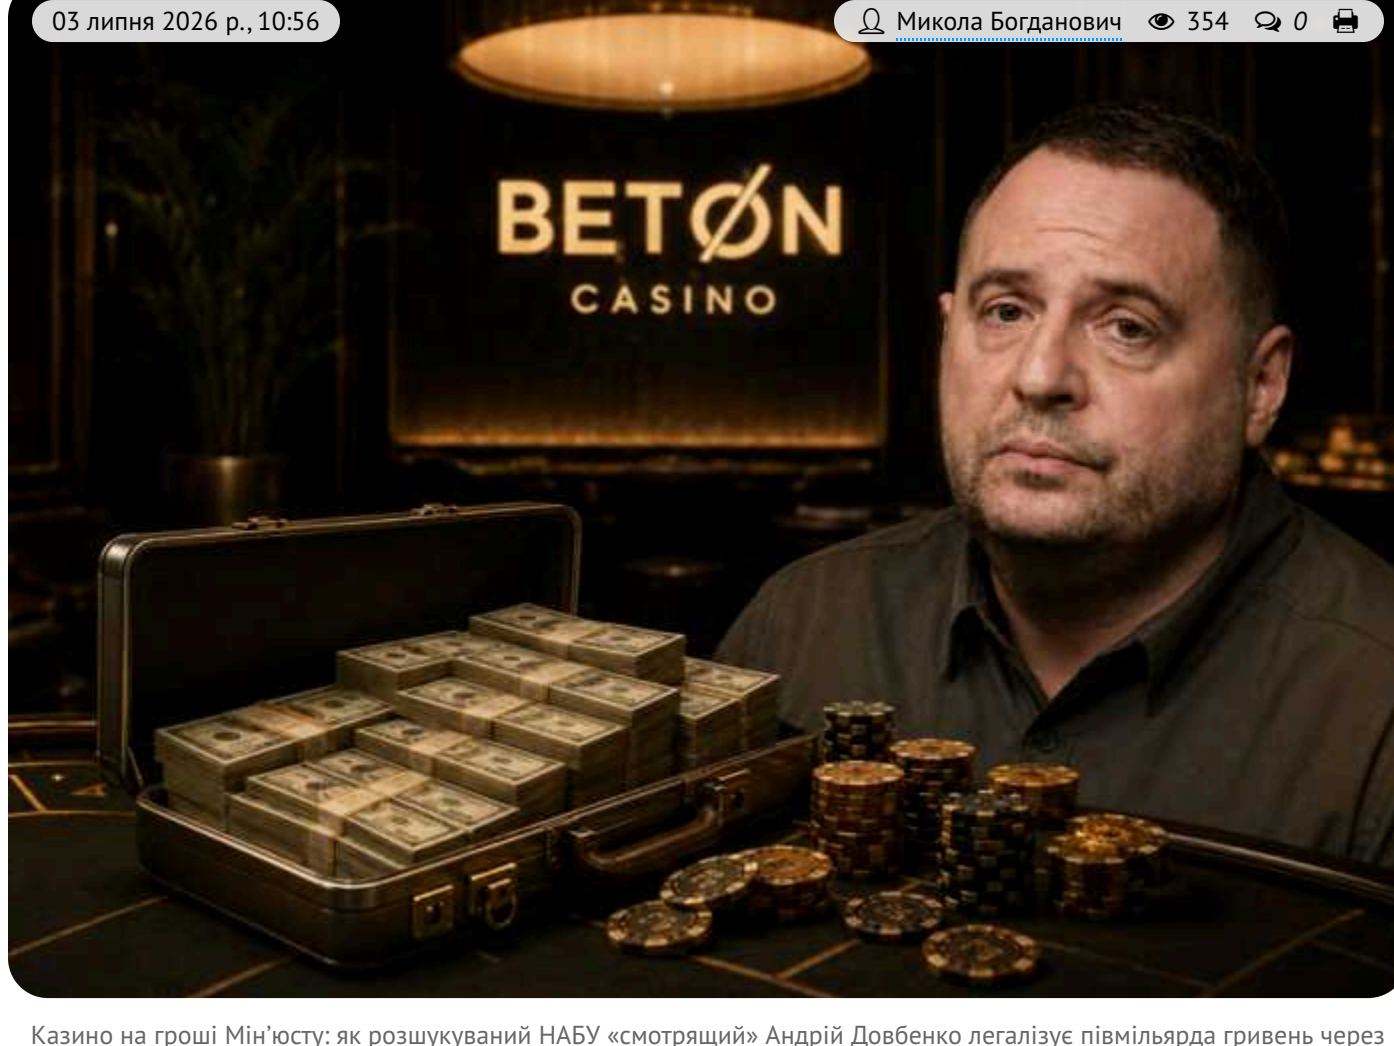 03 липня 2026 р., 10:56
Микола Богданович 354 0
BETØN
CASINO
Казино на гроші Мін’юсту: як розшукуваний НАБУ «смотрящий» Андрій Довбенко легалізує півмільярда гривень через